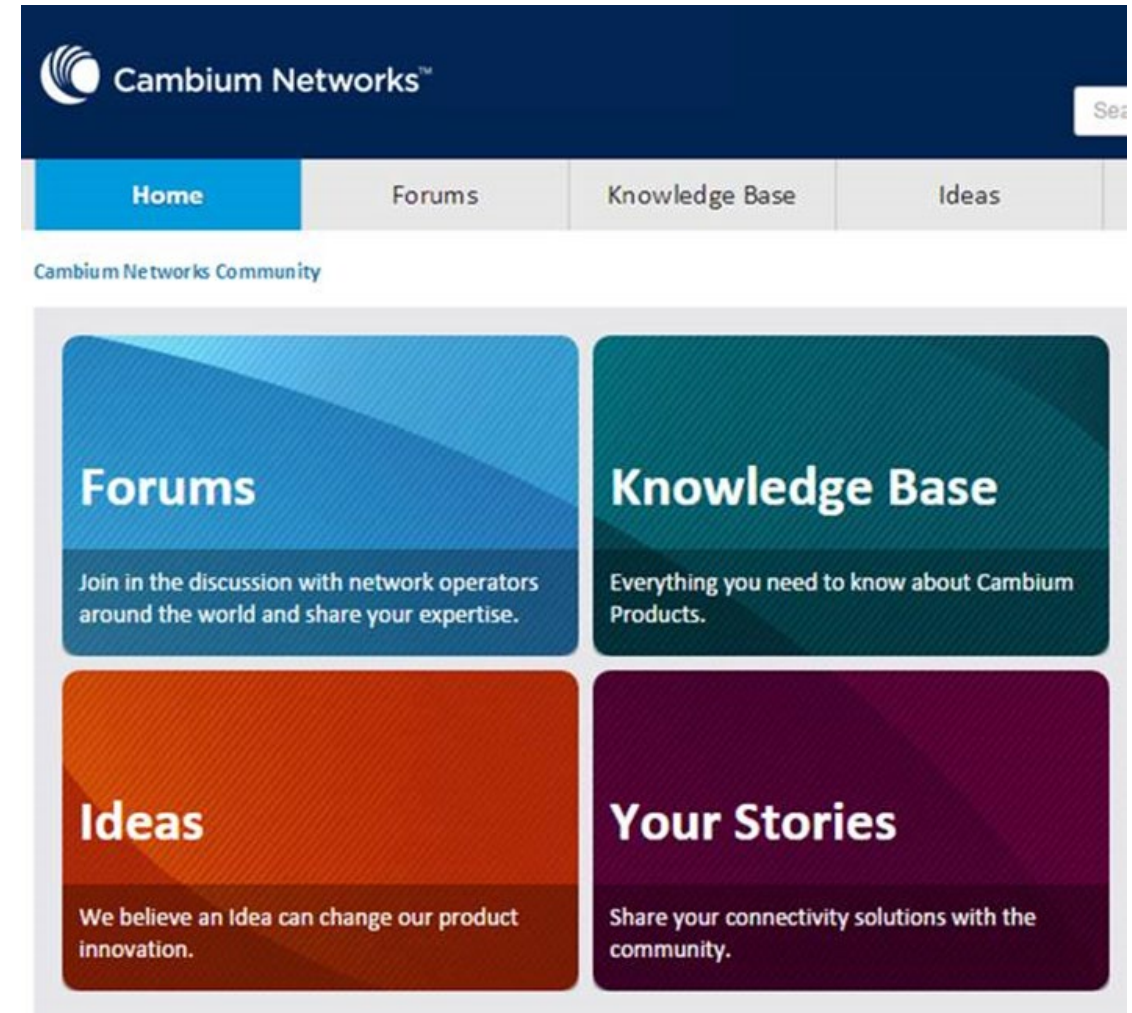 Cambium Networks™
Home Forums Knowledge Base Ideas
Cambium Networks Community
Forums
Join in the discussion with network operators
around the world and share your expertise.
Knowledge Base
Everything you need to know about Cambium
Products.
Ideas
We believe an Idea can change our product
innovation.
Your Stories
Share your connectivity solutions with the
community.